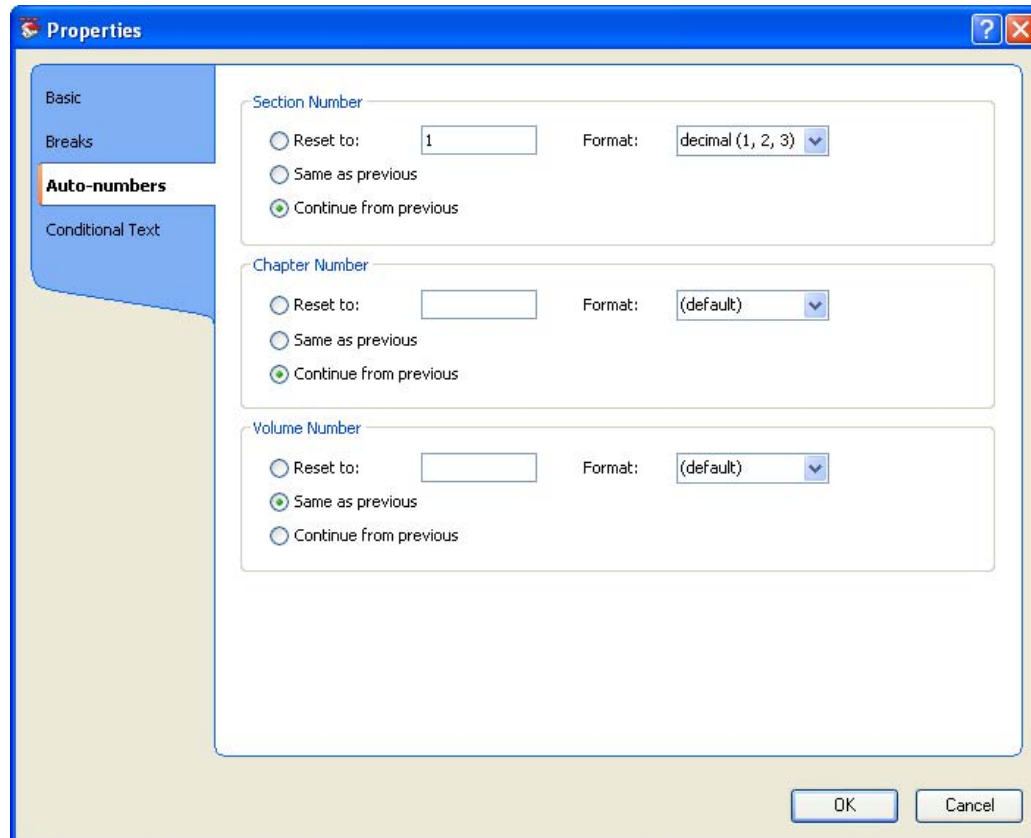 Properties
Basic
Breaks
Auto-numbers
Conditional Text
Section Number
Reset to: 1 Format: decimal (1, 2, 3)
Same as previous
Continue from previous
Chapter Number
Reset to: Format: (default)
Same as previous
Continue from previous
Volume Number
Reset to: Format: (default)
Same as previous
Continue from previous
OK Cancel